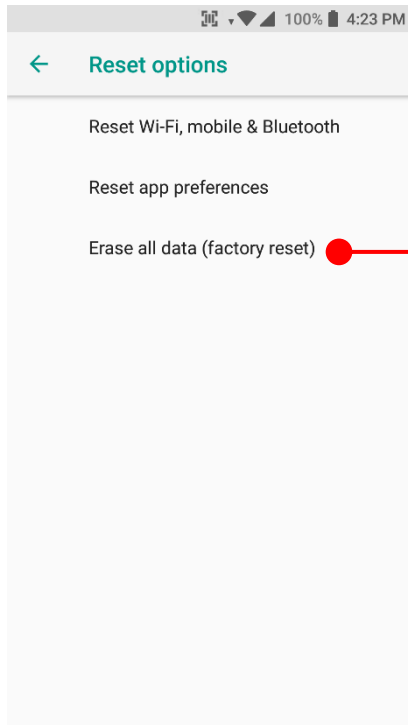 100% 4:23 PM
Reset options
Reset Wi-Fi, mobile & Bluetooth
Reset app preferences
Erase all data (factory reset)